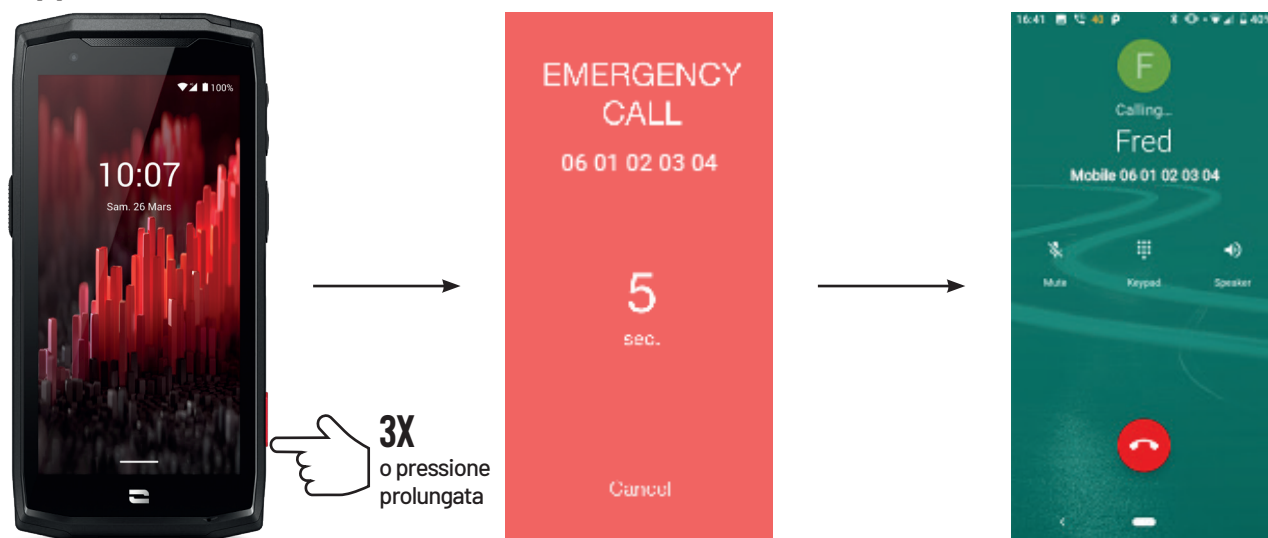 100%
10:07
Sam. 26 Mars
3X
o pressione
prolungata
EMERGENCY
CALL
06 01 02 03 04
5
sec.
Cancel
16:41 40 P 40%
F
Calling...
Fred
Mobile 06 01 02 03 04
Mute Keypad Speaker